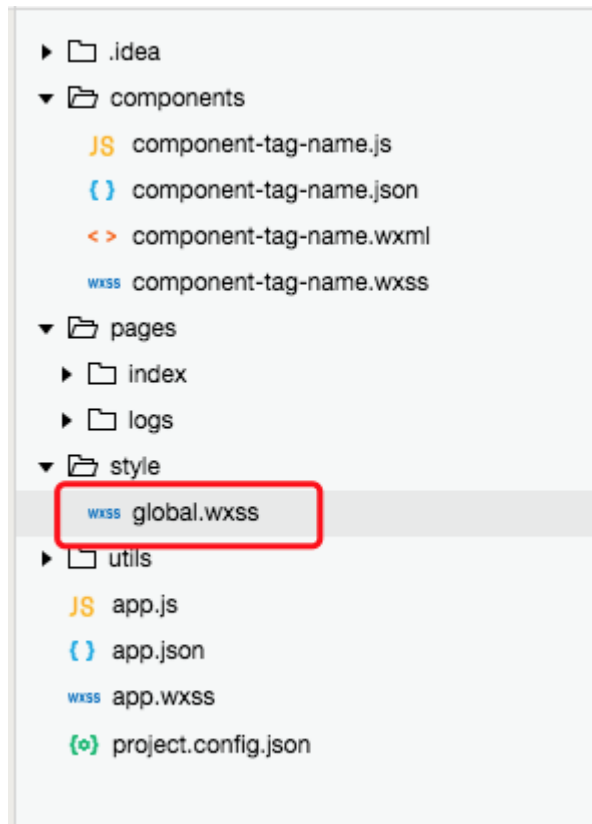 .idea
components
JS component-tag-name.js
{ } component-tag-name.json
< > component-tag-name.wxml
wxss component-tag-name.wxss
pages
index
logs
style
wxss global.wxss
utils
JS app.js
{ } app.json
wxss app.wxss
{o} project.config.json